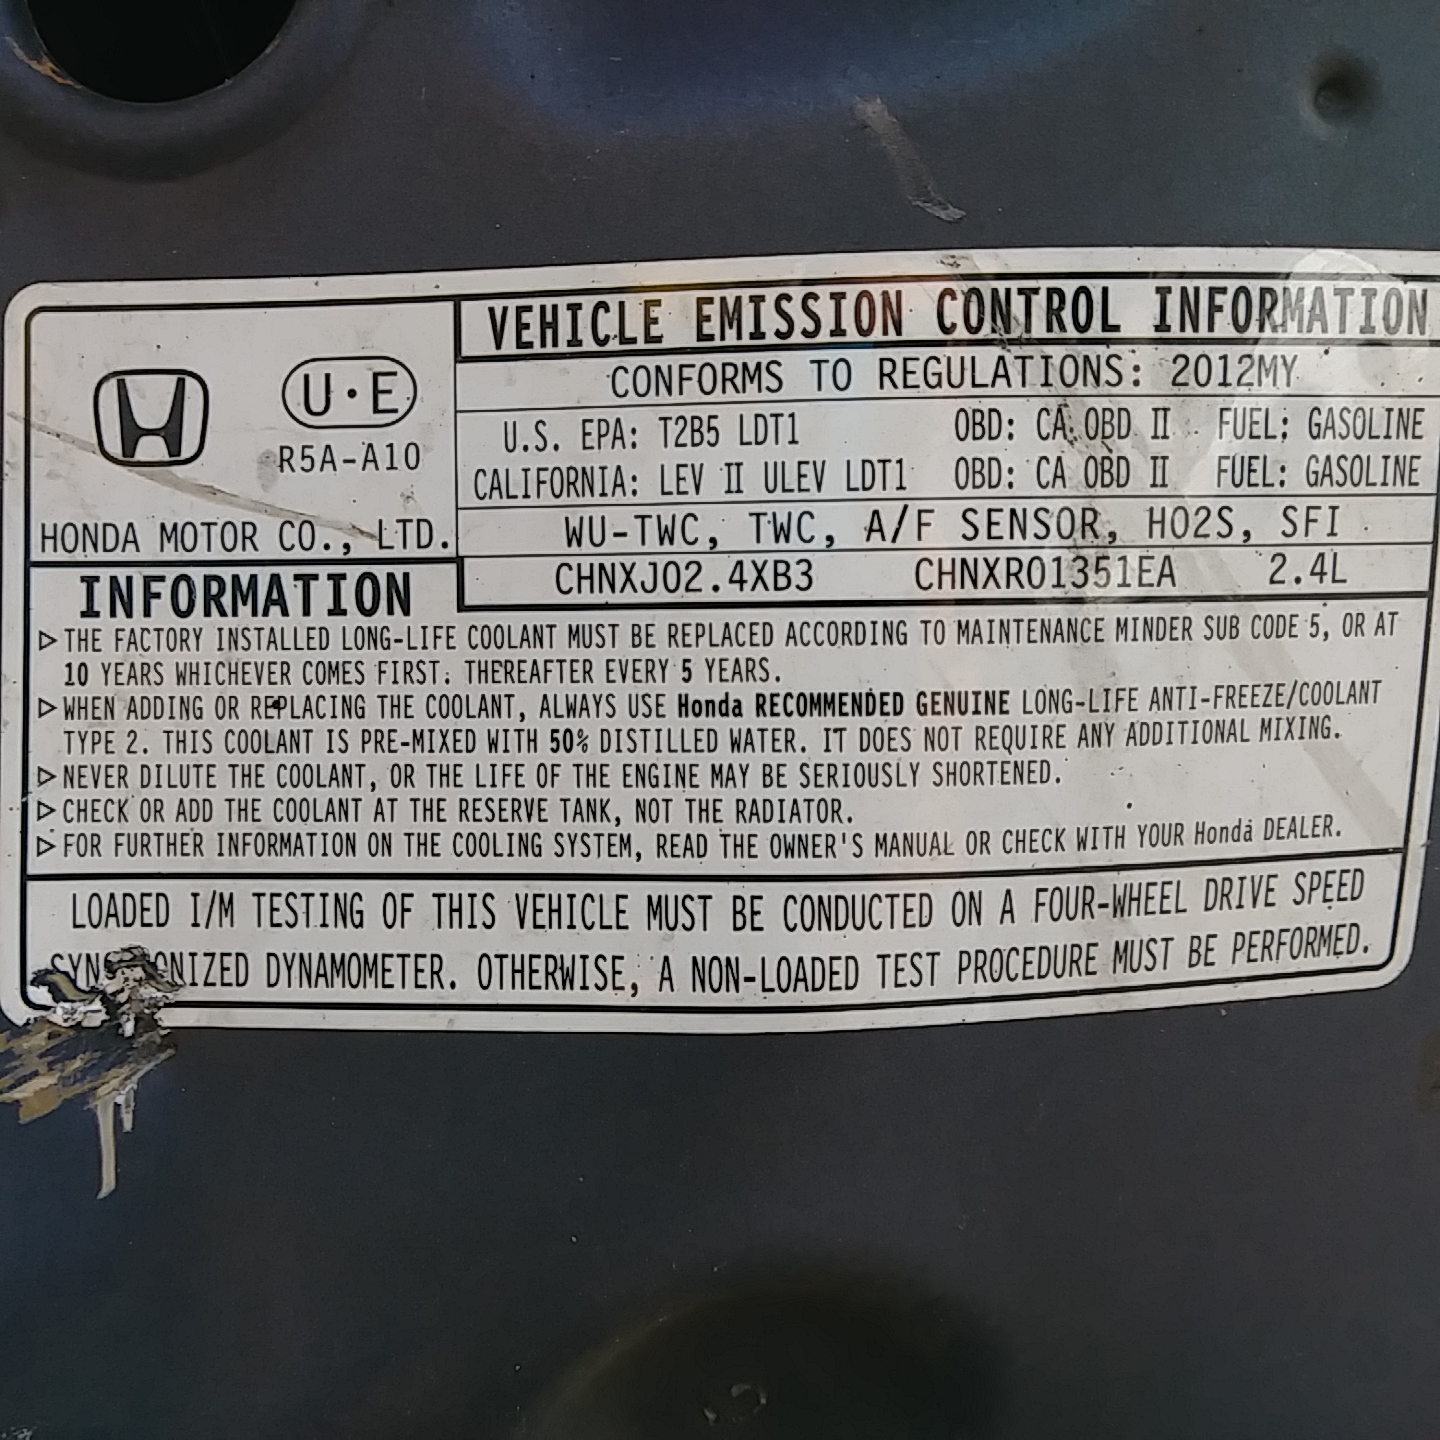 VEHICLE EMISSION CONTROL INFORMATION
CONFORMS TO REGULATIONS: 2012MY
U·E
R5A-A10
HONDA MOTOR CO., LTD.
U.S. EPA: T2B5 LDT1 OBD: CA OBD II FUEL: GASOLINE
CALIFORNIA: LEV II ULEV LDT1 OBD: CA OBD II FUEL: GASOLINE
WU-TWC, TWC, A/F SENSOR, HO2S, SFI
CHNXJ02.4XB3 CHNXR01351EA 2.4L
INFORMATION
▷THE FACTORY INSTALLED LONG-LIFE COOLANT MUST BE REPLACED ACCORDING TO MAINTENANCE MINDER SUB CODE 5, OR AT
10 YEARS WHICHEVER COMES FIRST. THEREAFTER EVERY 5 YEARS.
▷WHEN ADDING OR REPLACING THE COOLANT, ALWAYS USE Honda RECOMMENDED GENUINE LONG-LIFE ANTI-FREEZE/COOLANT
TYPE 2. THIS COOLANT IS PRE-MIXED WITH 50% DISTILLED WATER. IT DOES NOT REQUIRE ANY ADDITIONAL MIXING.
▷NEVER DILUTE THE COOLANT, OR THE LIFE OF THE ENGINE MAY BE SERIOUSLY SHORTENED.
▷CHECK OR ADD THE COOLANT AT THE RESERVE TANK, NOT THE RADIATOR.
▷FOR FURTHER INFORMATION ON THE COOLING SYSTEM, READ THE OWNER'S MANUAL OR CHECK WITH YOUR Honda DEALER.
LOADED I/M TESTING OF THIS VEHICLE MUST BE CONDUCTED ON A FOUR-WHEEL DRIVE SPEED
DYNAMOMETER. OTHERWISE, A NON-LOADED TEST PROCEDURE MUST BE PERFORMED.